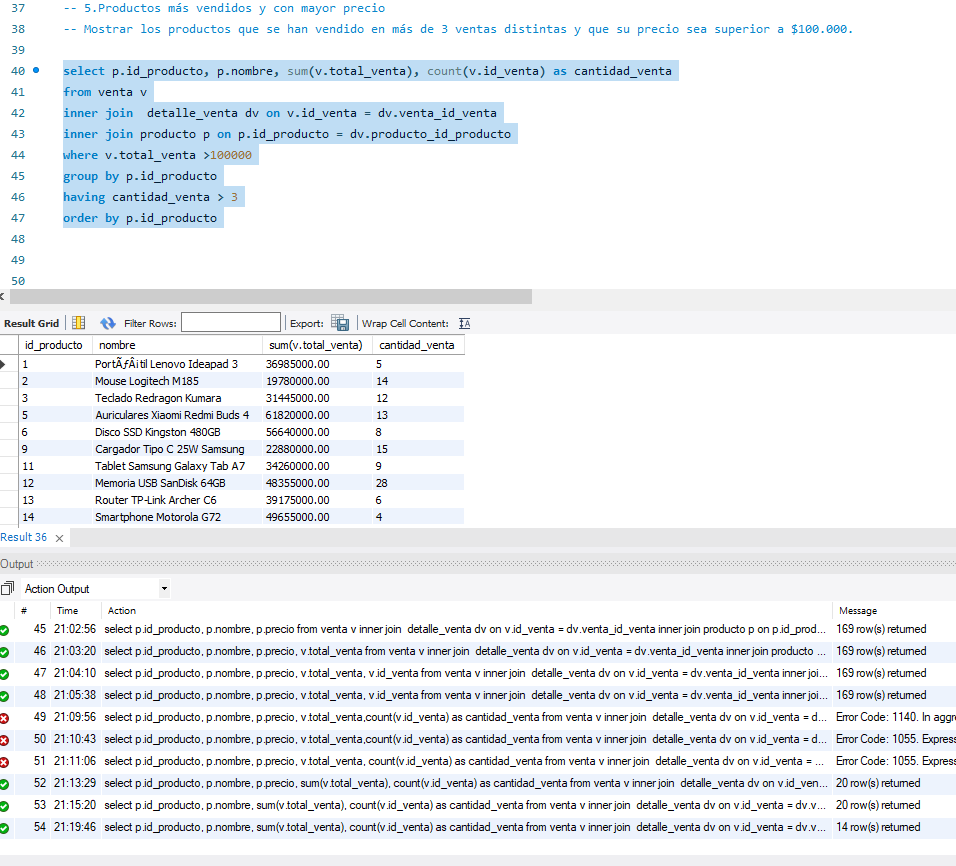 37 -- 5.Productos más vendidos y con mayor precio
38 -- Mostrar los productos que se han vendido en más de 3 ventas distintas y que su precio sea superior a $100.000.
39
40 select p.id_producto, p.nombre, sum(v.total_venta), count(v.id_venta) as cantidad_venta
41 from venta v
42 inner join  detalle_venta dv on v.id_venta = dv.venta_id_venta
43 inner join producto p on p.id_producto = dv.producto_id_producto
44 where v.total_venta >100000
45 group by p.id_producto
46 having cantidad_venta > 3
47 order by p.id_producto
48
49
50
Result Grid Filter Rows: Export: Wrap Cell Content:
id_producto nombre sum(v.total_venta) cantidad_venta
1 PortÃƒÂ¡til Lenovo Ideapad 3 36985000.00 5
2 Mouse Logitech M185 19780000.00 14
3 Teclado Redragon Kumara 31445000.00 12
5 Auriculares Xiaomi Redmi Buds 4 61820000.00 13
6 Disco SSD Kingston 480GB 56640000.00 8
9 Cargador Tipo C 25W Samsung 22880000.00 15
11 Tablet Samsung Galaxy Tab A7 34260000.00 9
12 Memoria USB SanDisk 64GB 48355000.00 28
13 Router TP-Link Archer C6 39175000.00 6
14 Smartphone Motorola G72 49655000.00 4
Result 36
Output
Action Output
# Time Action Message
45 21:02:56 select p.id_producto, p.nombre, p.precio from venta v inner join  detalle_venta dv on v.id_venta = dv.venta_id_venta inner join producto p on p.id_prod... 169 row(s) returned
46 21:03:20 select p.id_producto, p.nombre, p.precio, v.total_venta from venta v inner join  detalle_venta dv on v.id_venta = dv.venta_id_venta inner join producto ... 169 row(s) returned
47 21:04:10 select p.id_producto, p.nombre, p.precio, v.total_venta, v.id_venta from venta v inner join  detalle_venta dv on v.id_venta = dv.venta_id_venta inner joi... 169 row(s) returned
48 21:05:38 select p.id_producto, p.nombre, p.precio, v.total_venta, v.id_venta from venta v inner join  detalle_venta dv on v.id_venta = dv.venta_id_venta inner joi... 169 row(s) returned
49 21:09:56 select p.id_producto, p.nombre, p.precio, v.total_venta,count(v.id_venta) as cantidad_venta from venta v inner join  detalle_venta dv on v.id_venta = d... Error Code: 1140. In aggr
50 21:10:43 select p.id_producto, p.nombre, p.precio, v.total_venta,count(v.id_venta) as cantidad_venta from venta v inner join  detalle_venta dv on v.id_venta = d... Error Code: 1055. Express
51 21:11:06 select p.id_producto, p.nombre, p.precio, v.total_venta, count(v.id_venta) as cantidad_venta from venta v inner join  detalle_venta dv on v.id_venta = ... Error Code: 1055. Express
52 21:13:29 select p.id_producto, p.nombre, p.precio, sum(v.total_venta), count(v.id_venta) as cantidad_venta from venta v inner join  detalle_venta dv on v.id_ven... 20 row(s) returned
53 21:15:20 select p.id_producto, p.nombre, sum(v.total_venta), count(v.id_venta) as cantidad_venta from venta v inner join  detalle_venta dv on v.id_venta = dv.v... 20 row(s) returned
54 21:19:46 select p.id_producto, p.nombre, sum(v.total_venta), count(v.id_venta) as cantidad_venta from venta v inner join  detalle_venta dv on v.id_venta = dv.v... 14 row(s) returned